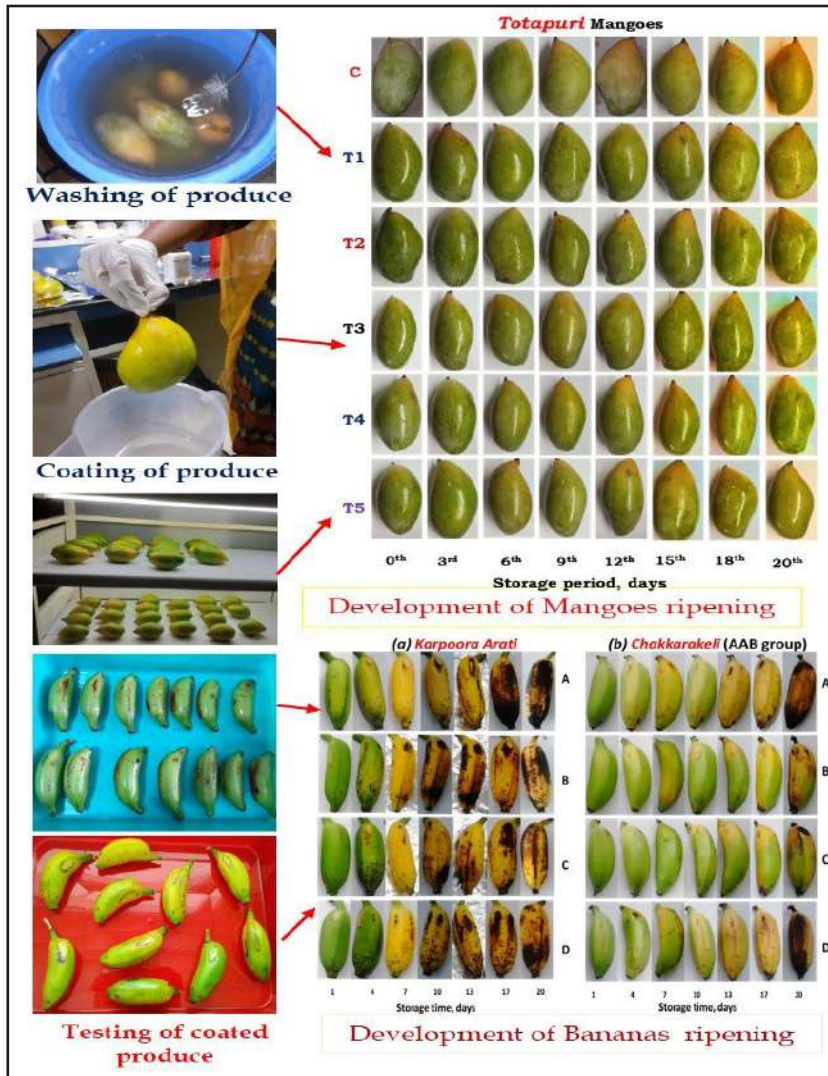 Totapuri Mangoes
C
T1
Washing of produce
T2
T3
T4
Coating of produce
T5
0th 3rd 6th 9th 12th 15th 18th 20th
Storage period, days
Development of Mangoes ripening
(a) Karpoora Arati
A
B
C
D
1 4 7 10 13 17 20
Storage time, days
(b) Chakkarakeli (AAB group)
A
B
C
D
1 4 7 10 13 17 20
Storage time, days
Testing of coated
produce
Development of Bananas ripening